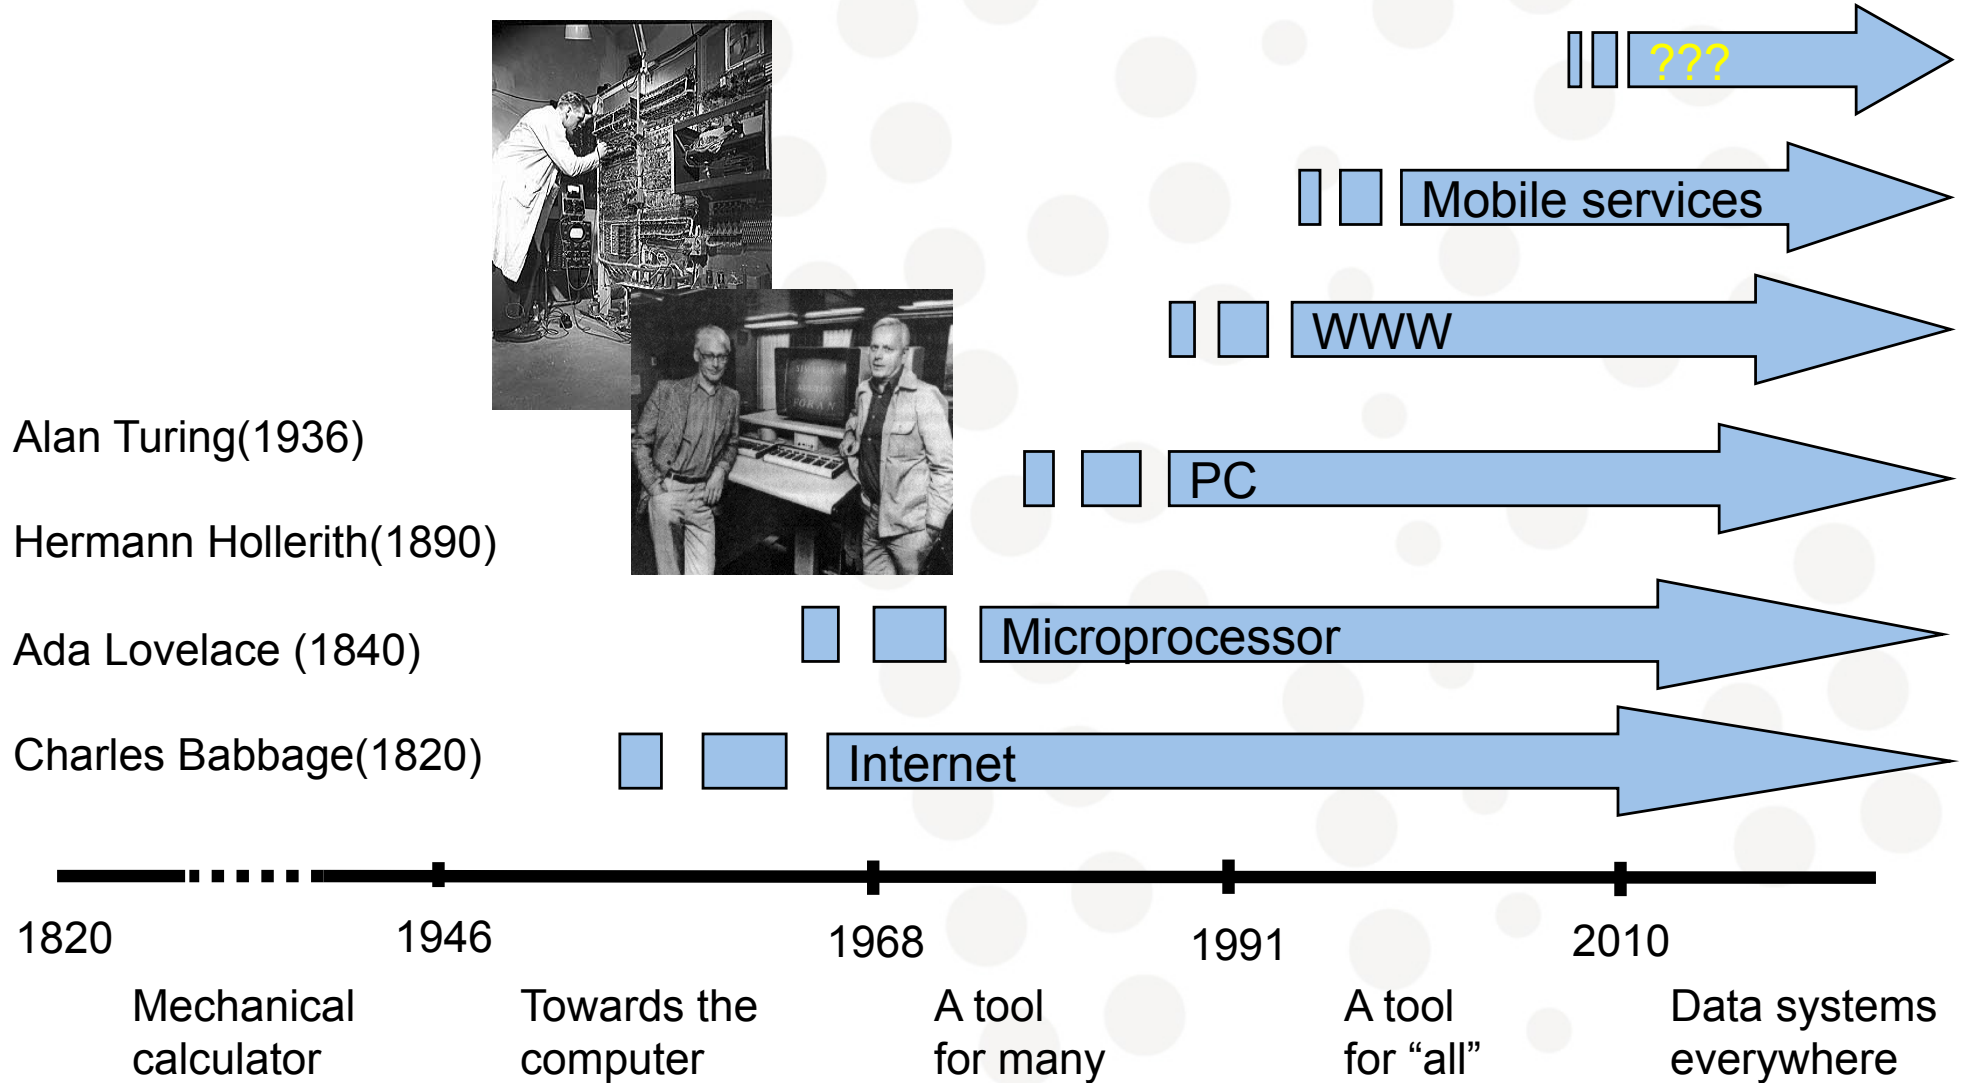 ???
Mobile services
WWW
Alan Turing(1936)
PC
Hermann Hollerith(1890)
Ada Lovelace (1840)
Microprocessor
Charles Babbage(1820)
Internet
1820
1946
1968
1991
2010
Mechanical
calculator
Towards the
computer
A tool
for many
A tool
for “all”
Data systems
everywhere